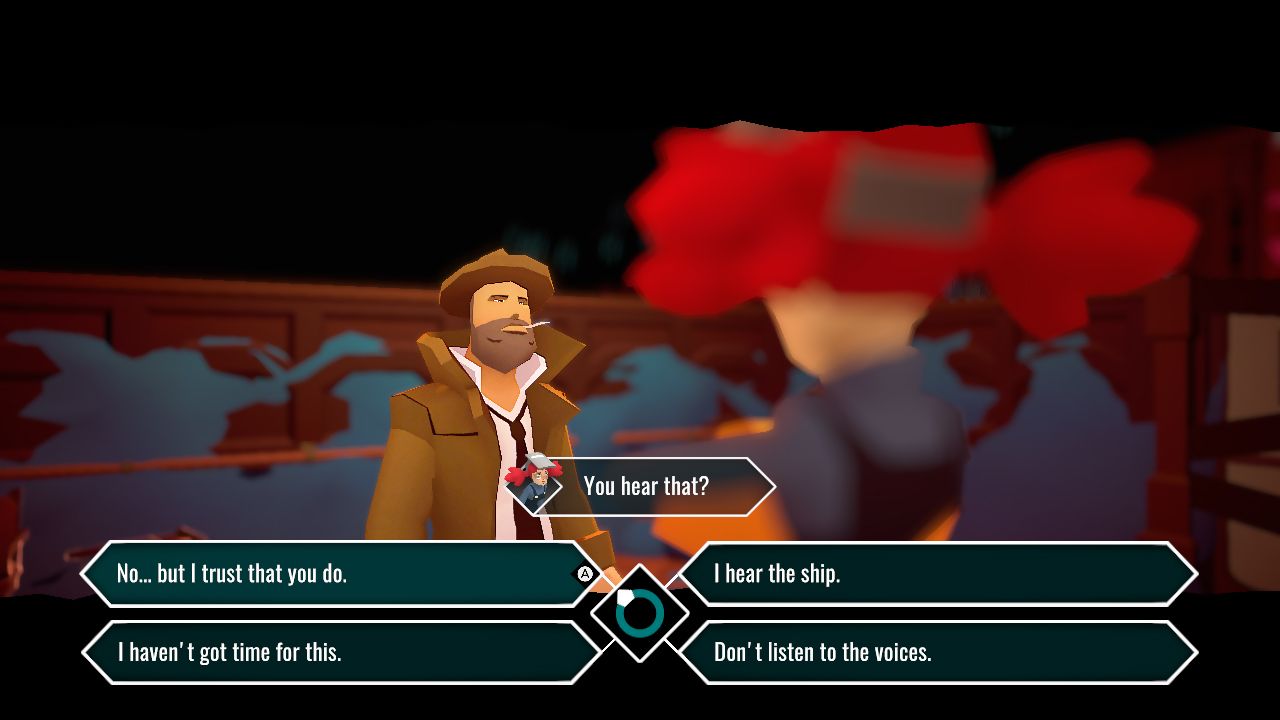 You hear that?
No... but I trust that you do.
A
I hear the ship.
I haven't got time for this.
Don't listen to the voices.